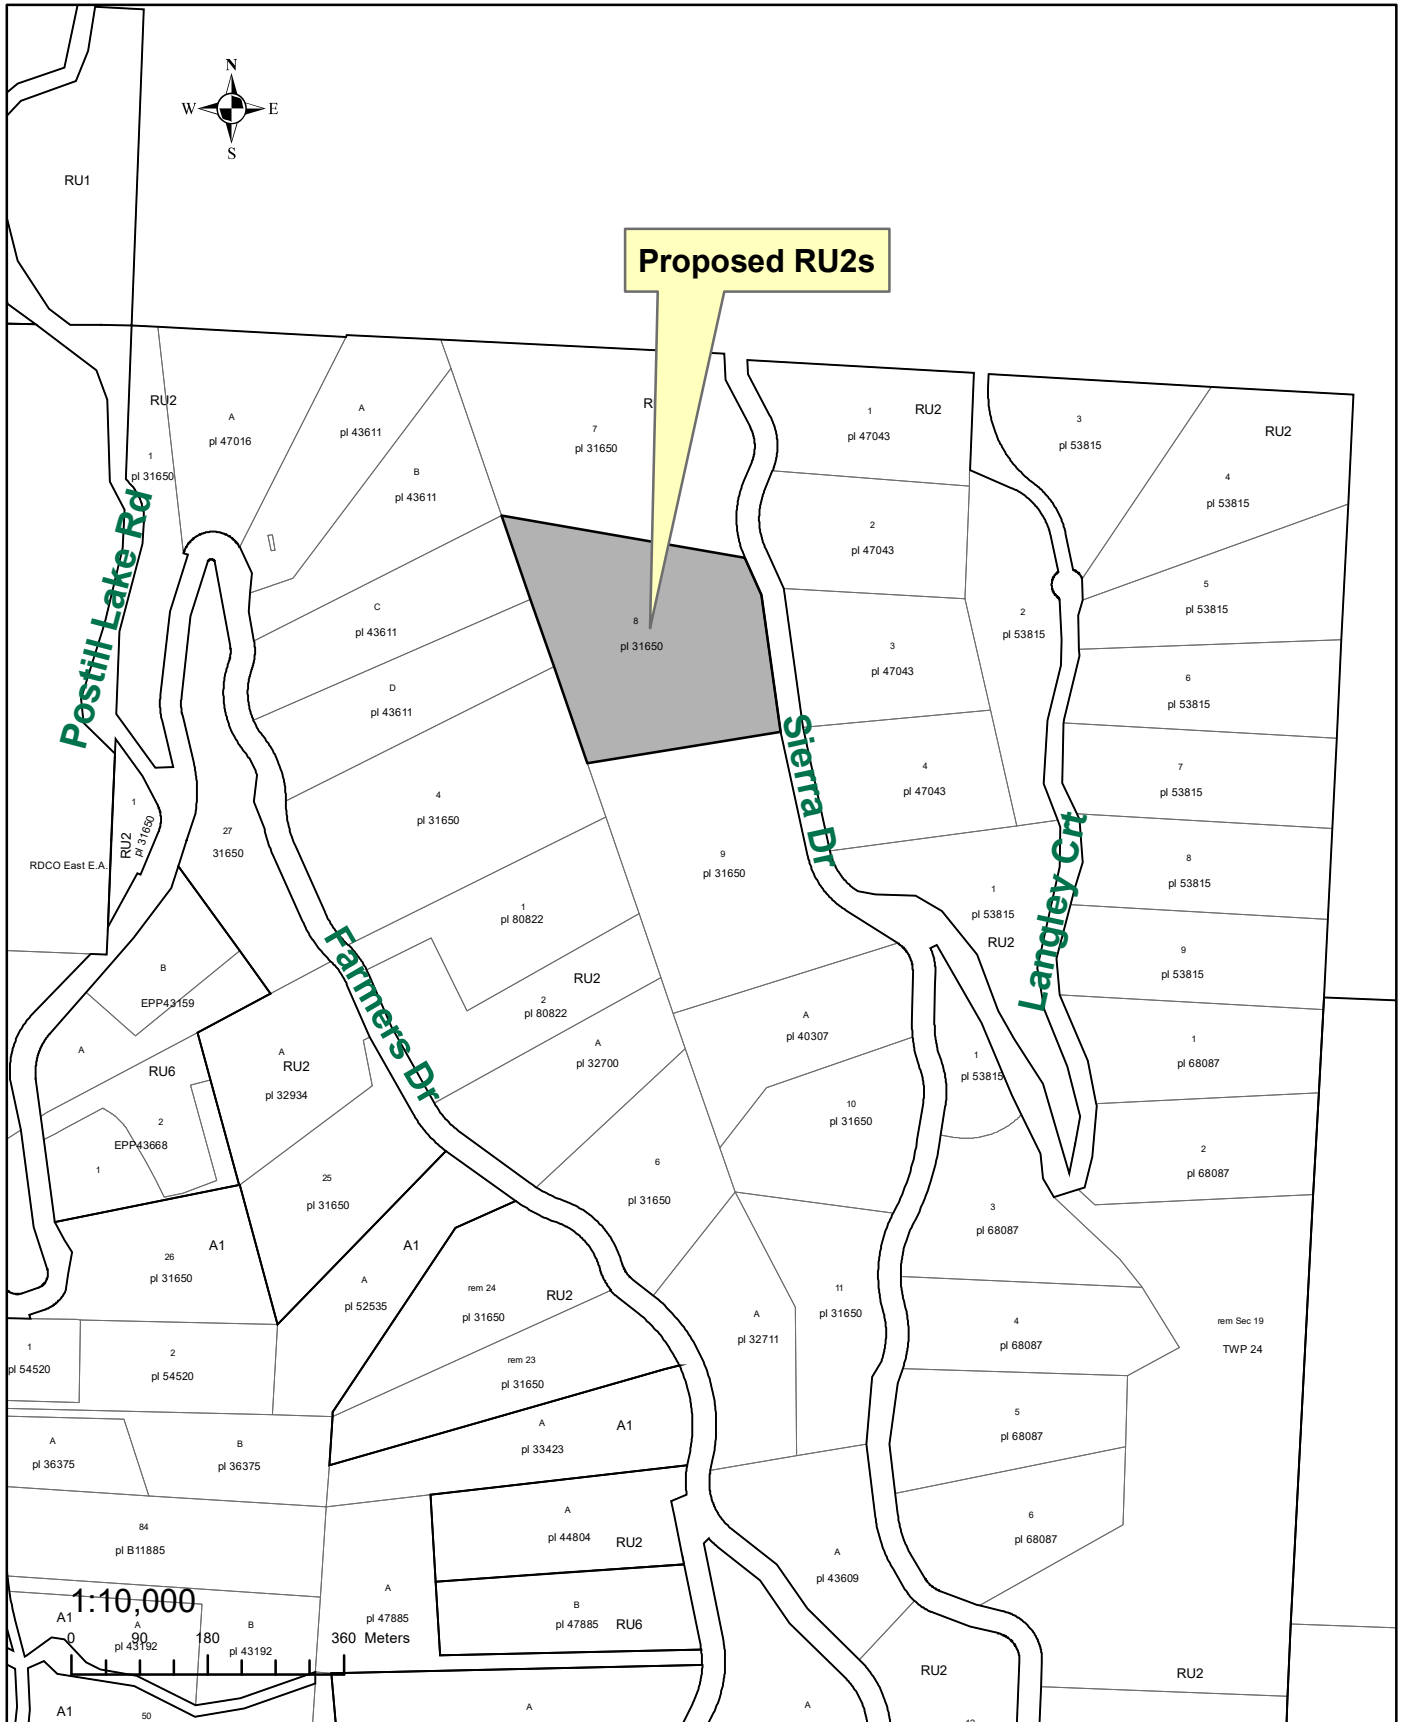 N
W E
S
RU1
Proposed RU2s
RU2
A
pl 47016
A
pl 43611
7
pl 31650
1
pl 47043
RU2
3
pl 53815
RU2
1
pl 31650
B
pl 43611
4
pl 53815
2
pl 47043
5
pl 53815
C
pl 43611
8
pl 31650
2
pl 53815
3
pl 47043
6
pl 53815
D
pl 43611
Postill Lake Rd
Sierra Dr
4
pl 47043
7
pl 53815
4
pl 31650
1
pl 31650
RU2
27
31650
RDCO East E.A.
9
pl 31650
8
pl 53815
1
pl 53815
RU2
Langley Crt
1
pl 80822
9
pl 53815
B
EPP43159
Farmers Dr
RU2
2
pl 80822
A
pl 40307
A
RU6
A
RU2
pl 32934
A
pl 32700
1
pl 53815
1
pl 68087
2
EPP43668
1
10
pl 31650
2
pl 68087
25
pl 31650
6
pl 31650
3
pl 68087
26
pl 31650
A1
A1
A
pl 52535
rem 24
pl 31650
RU2
11
pl 31650
A
pl 32711
4
pl 68087
rem Sec 19
TWP 24
1
pl 54520
2
pl 54520
rem 23
pl 31650
5
pl 68087
A
pl 36375
B
pl 36375
A
pl 33423
A1
84
pl B11885
A
pl 44804
RU2
6
pl 68087
A
pl 43609
A
pl 47885
B
pl 47885
RU6
1:10,000
A1
A
pl 43192
B
pl 43192
0 90 180 360 Meters
RU2
RU2
A1
50
A
A